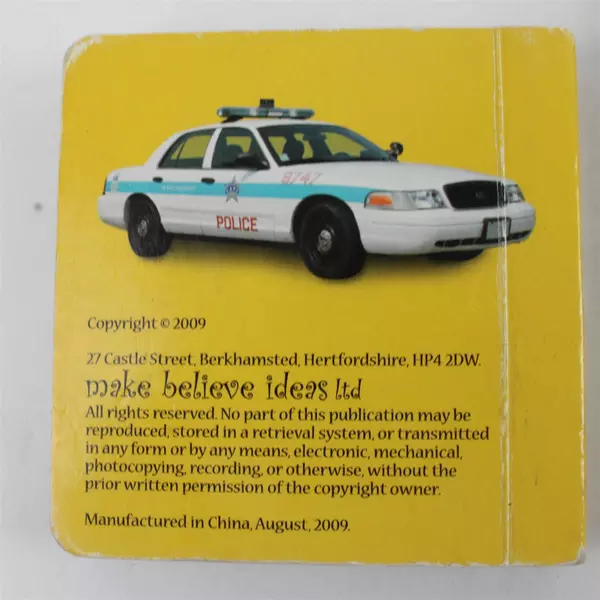 8747
POLICE
Copyright © 2009
27 Castle Street, Berkhamsted, Hertfordshire, HP4 2DW.
make believe ideas ltd
All rights reserved. No part of this publication may be
reproduced, stored in a retrieval system, or transmitted
in any form or by any means, electronic, mechanical,
photocopying, recording, or otherwise, without the
prior written permission of the copyright owner.
Manufactured in China, August, 2009.